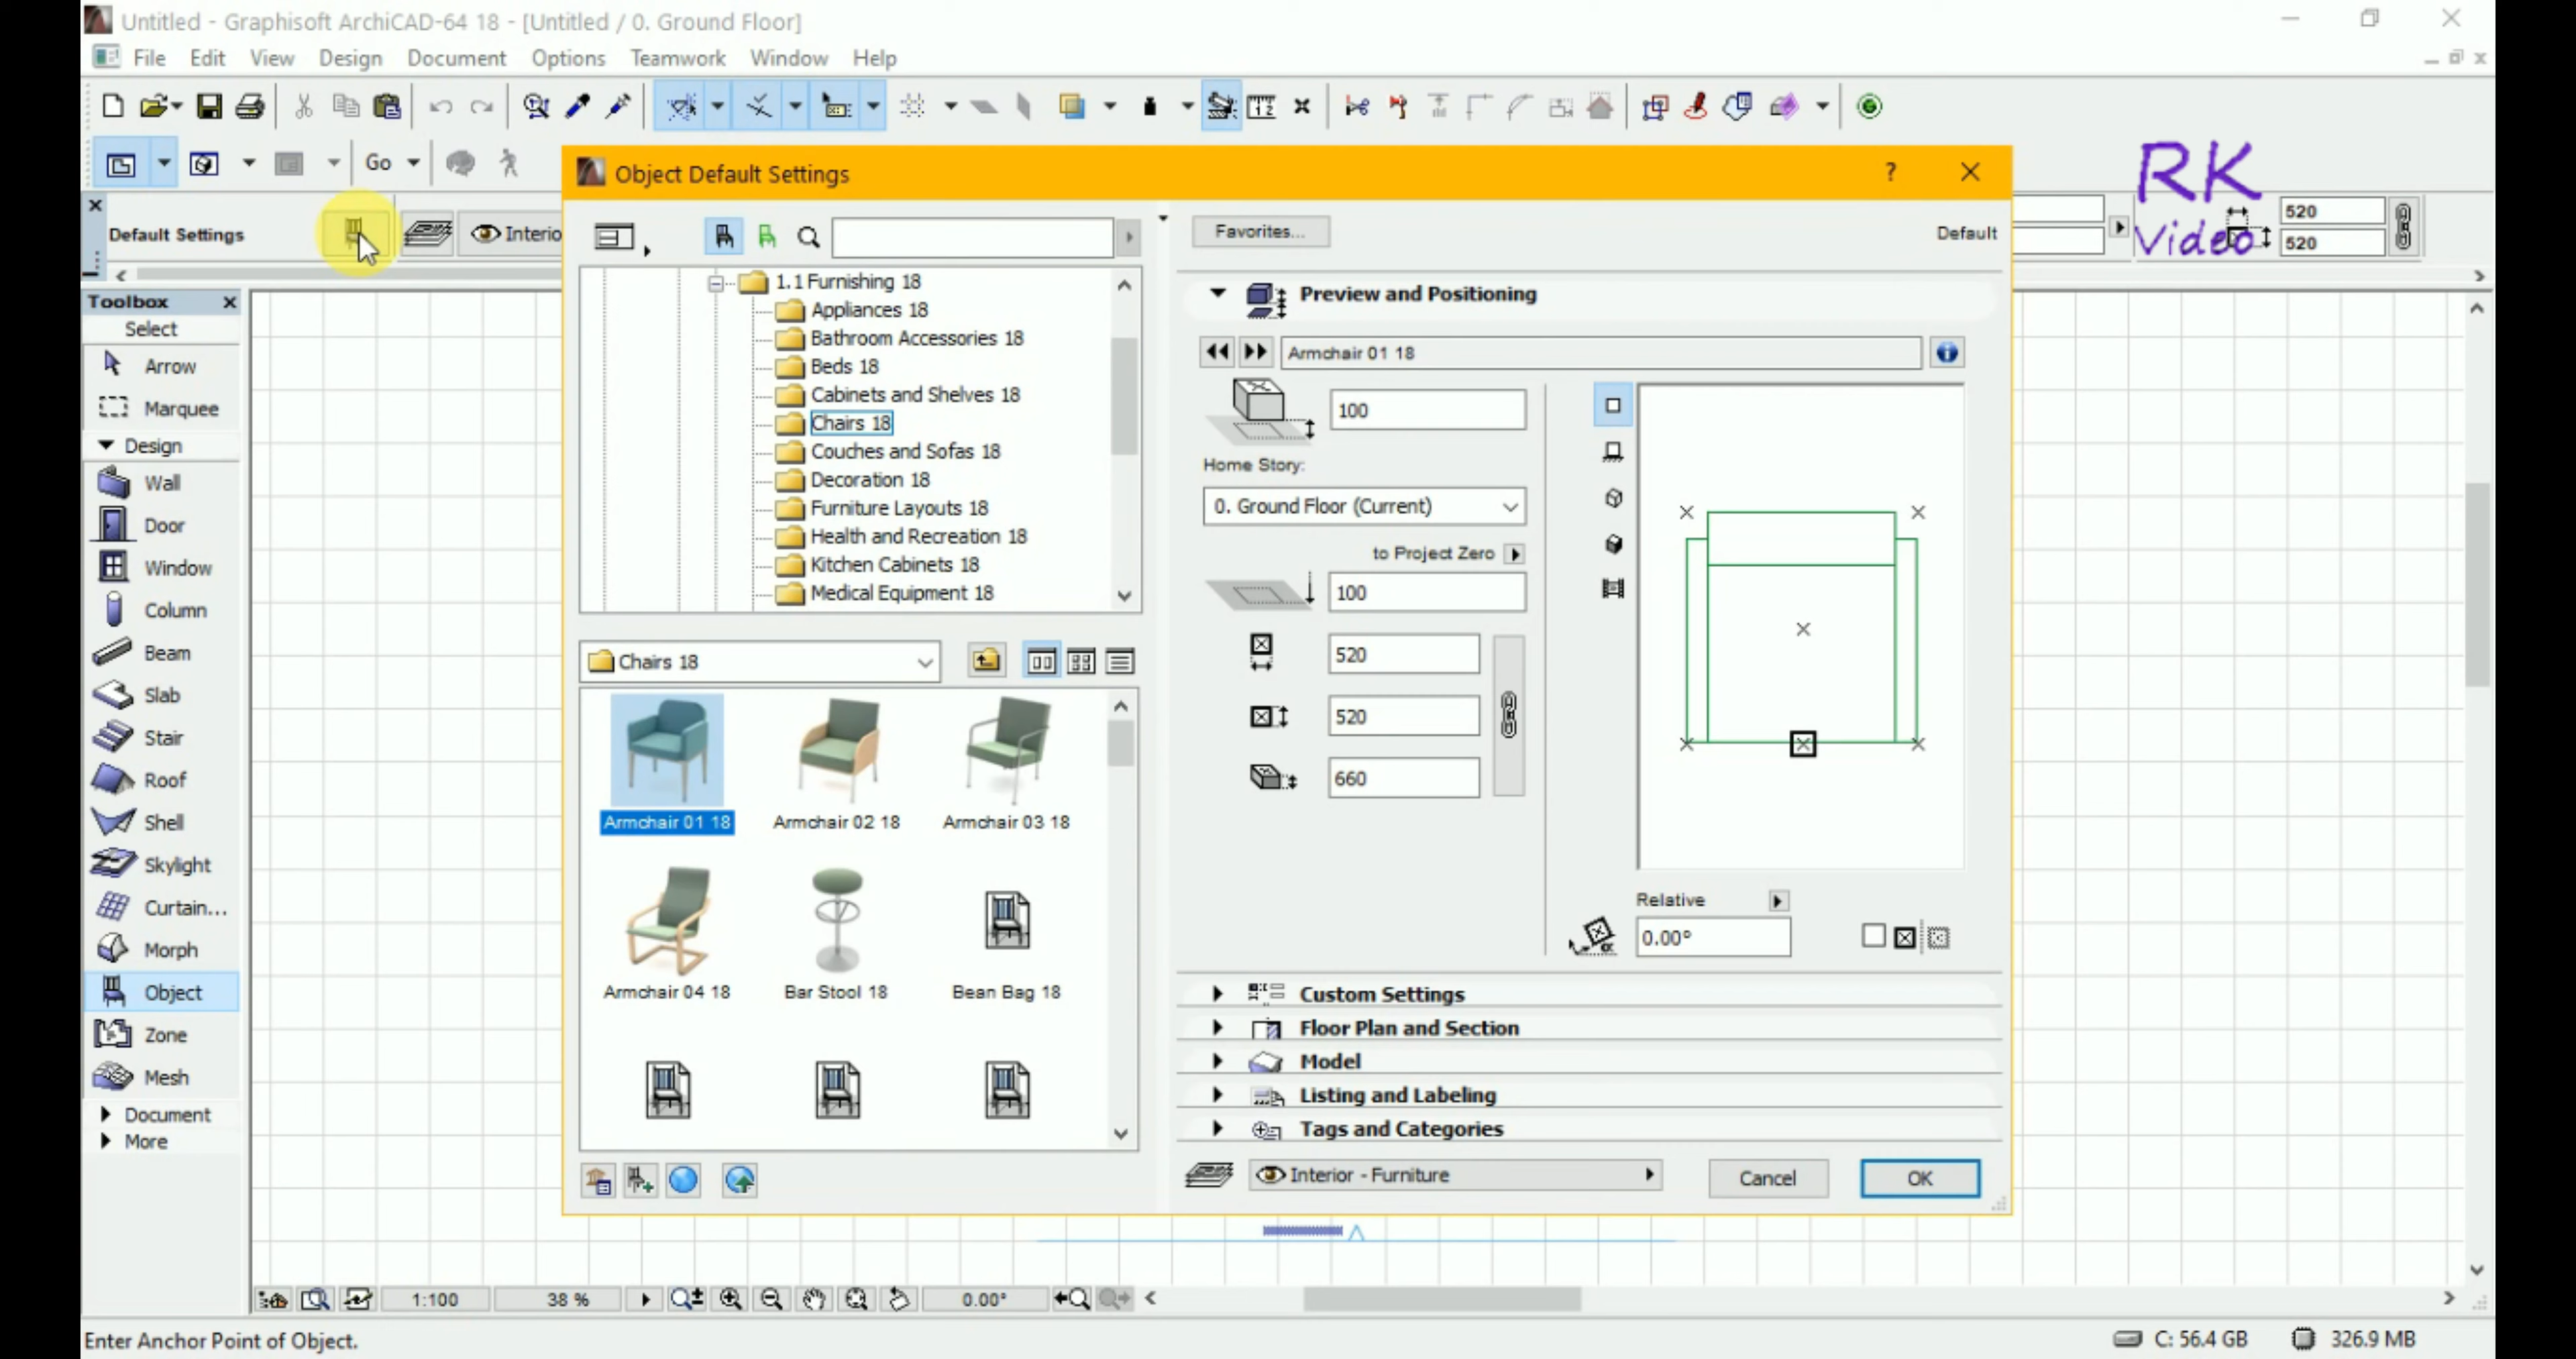 Untitled - Graphisoft ArchiCAD-64 18 - [Untitled / 0. Ground Floor]
File Edit View Design Document Options Teamwork Window Help
Go
RK
Video
Default Settings
Interio
520
520
Toolbox
Select
Arrow
Marquee
Design
Wall
Door
Window
Column
Beam
Slab
Stair
Roof
Shell
Skylight
Curtain...
Morph
Object
Zone
Mesh
Document
More
Object Default Settings
?
1.1 Furnishing 18
Appliances 18
Bathroom Accessories 18
Beds 18
Cabinets and Shelves 18
Chairs 18
Couches and Sofas 18
Decoration 18
Furniture Layouts 18
Health and Recreation 18
Kitchen Cabinets 18
Medical Equipment 18
Chairs 18
Armchair 01 18
Armchair 02 18
Armchair 03 18
Armchair 04 18
Bar Stool 18
Bean Bag 18
Favorites...
Default
Preview and Positioning
Armchair 01 18
100
Home Story:
0. Ground Floor (Current)
to Project Zero
100
520
520
660
Relative
0.00°
Custom Settings
Floor Plan and Section
Model
Listing and Labeling
Tags and Categories
Interior - Furniture
Cancel
OK
1:100
38 %
0.00°
Enter Anchor Point of Object.
C: 56.4 GB
326.9 MB